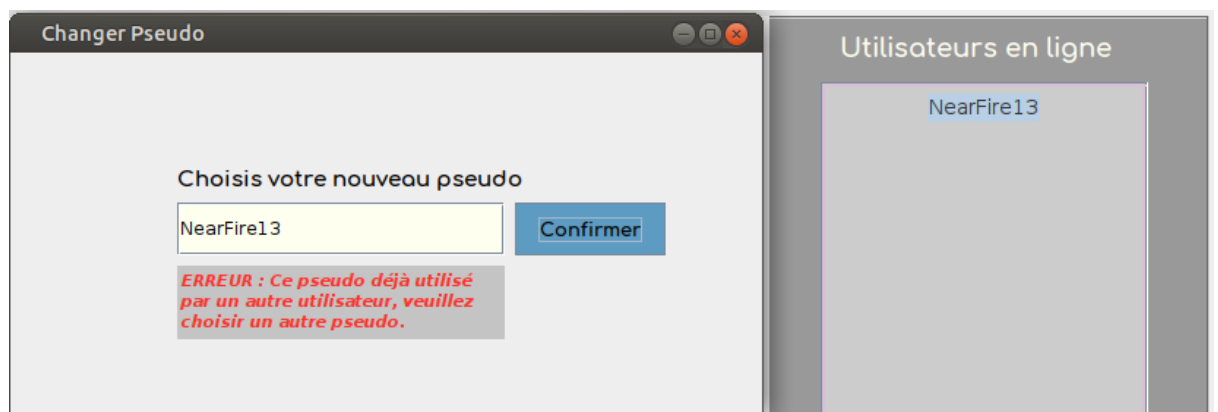 Changer Pseudo
Utilisateurs en ligne
NearFire13
Choisis votre nouveau pseudo
NearFire13
Confirmer
ERREUR : Ce pseudo déjà utilisé
par un autre utilisateur, veuillez
choisir un autre pseudo.